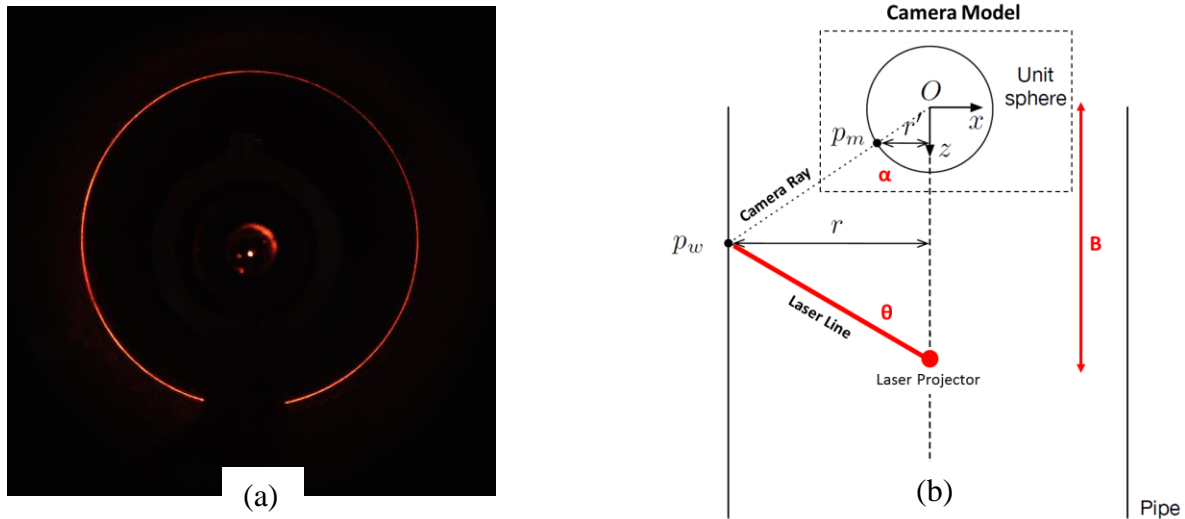 (a)
Camera Model
Unit
sphere
O
x
r'
z
p_m
α
Camera Ray
p_w
r
B
θ
Laser Line
Laser Projector
(b)
Pipe